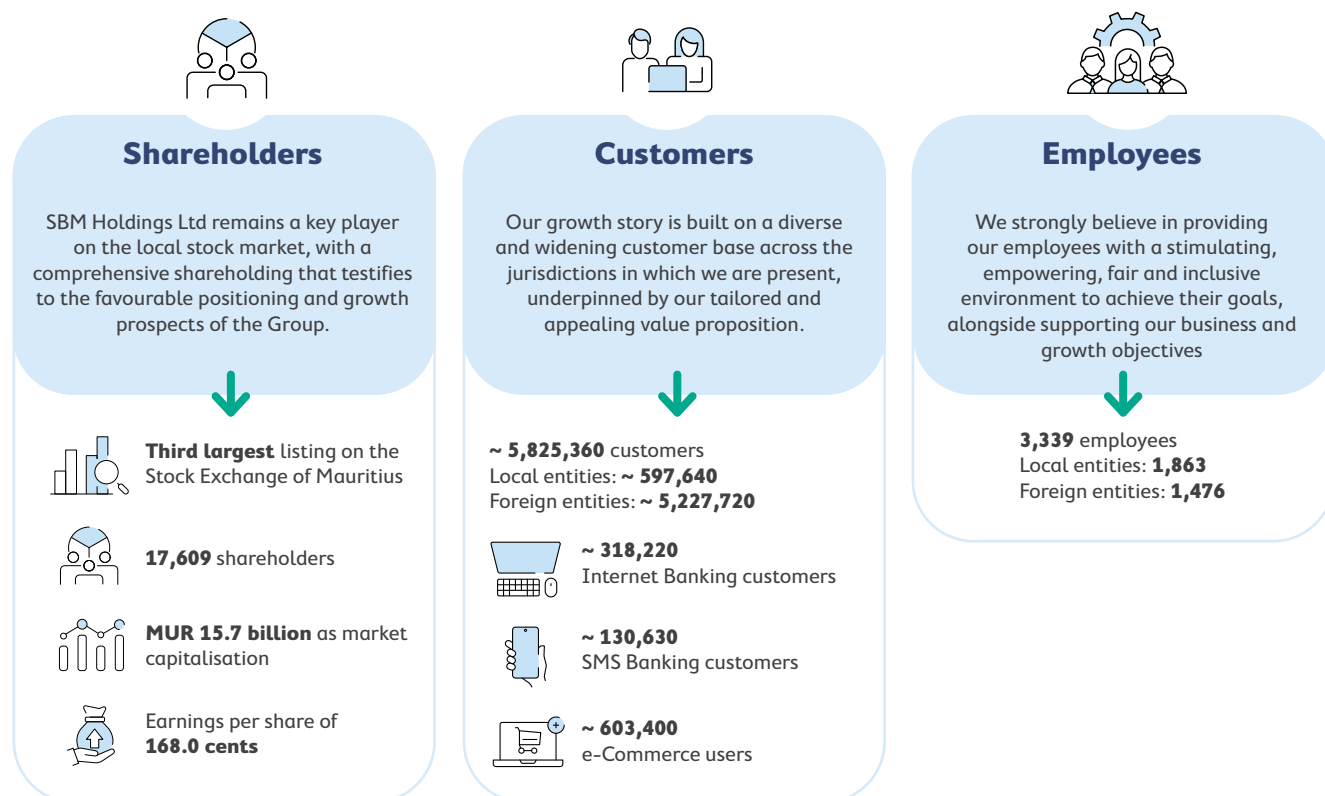 Shareholders
SBM Holdings Ltd remains a key player
on the local stock market, with a
comprehensive shareholding that testifies
to the favourable positioning and growth
prospects of the Group.
Third largest listing on the
Stock Exchange of Mauritius
17,609 shareholders
MUR 15.7 billion as market
capitalisation
Earnings per share of
168.0 cents
Customers
Our growth story is built on a diverse
and widening customer base across the
jurisdictions in which we are present,
underpinned by our tailored and
appealing value proposition.
~ 5,825,360 customers
Local entities: ~ 597,640
Foreign entities: ~ 5,227,720
~ 318,220
Internet Banking customers
~ 130,630
SMS Banking customers
~ 603,400
e-Commerce users
Employees
We strongly believe in providing
our employees with a stimulating,
empowering, fair and inclusive
environment to achieve their goals,
alongside supporting our business and
growth objectives
3,339 employees
Local entities: 1,863
Foreign entities: 1,476